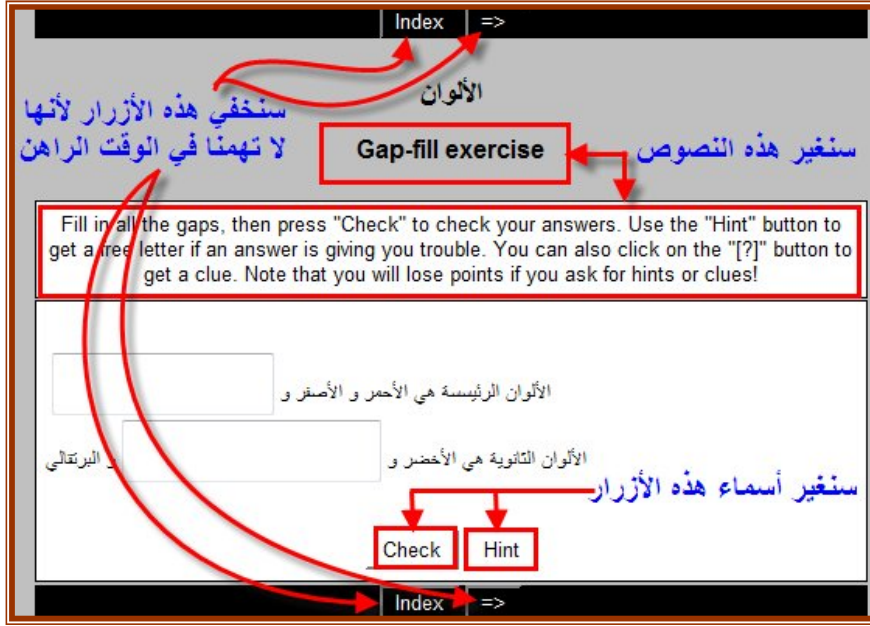 Index =>
الألوان
سنخفي هذه الأزرار لأنها
لا تهمنا في الوقت الراهن
Gap-fill exercise
سنغير هذه النصوص
Fill in all the gaps, then press "Check" to check your answers. Use the "Hint" button to
get a free letter if an answer is giving you trouble. You can also click on the "[?]" button to
get a clue. Note that you will lose points if you ask for hints or clues!
الألوان الرئيسة هي الأحمر و الأصفر و
الألوان الثانوية هي الأخضر و و البرتقالي
سنغير أسماء هذه الأزرار
Check Hint
Index =>